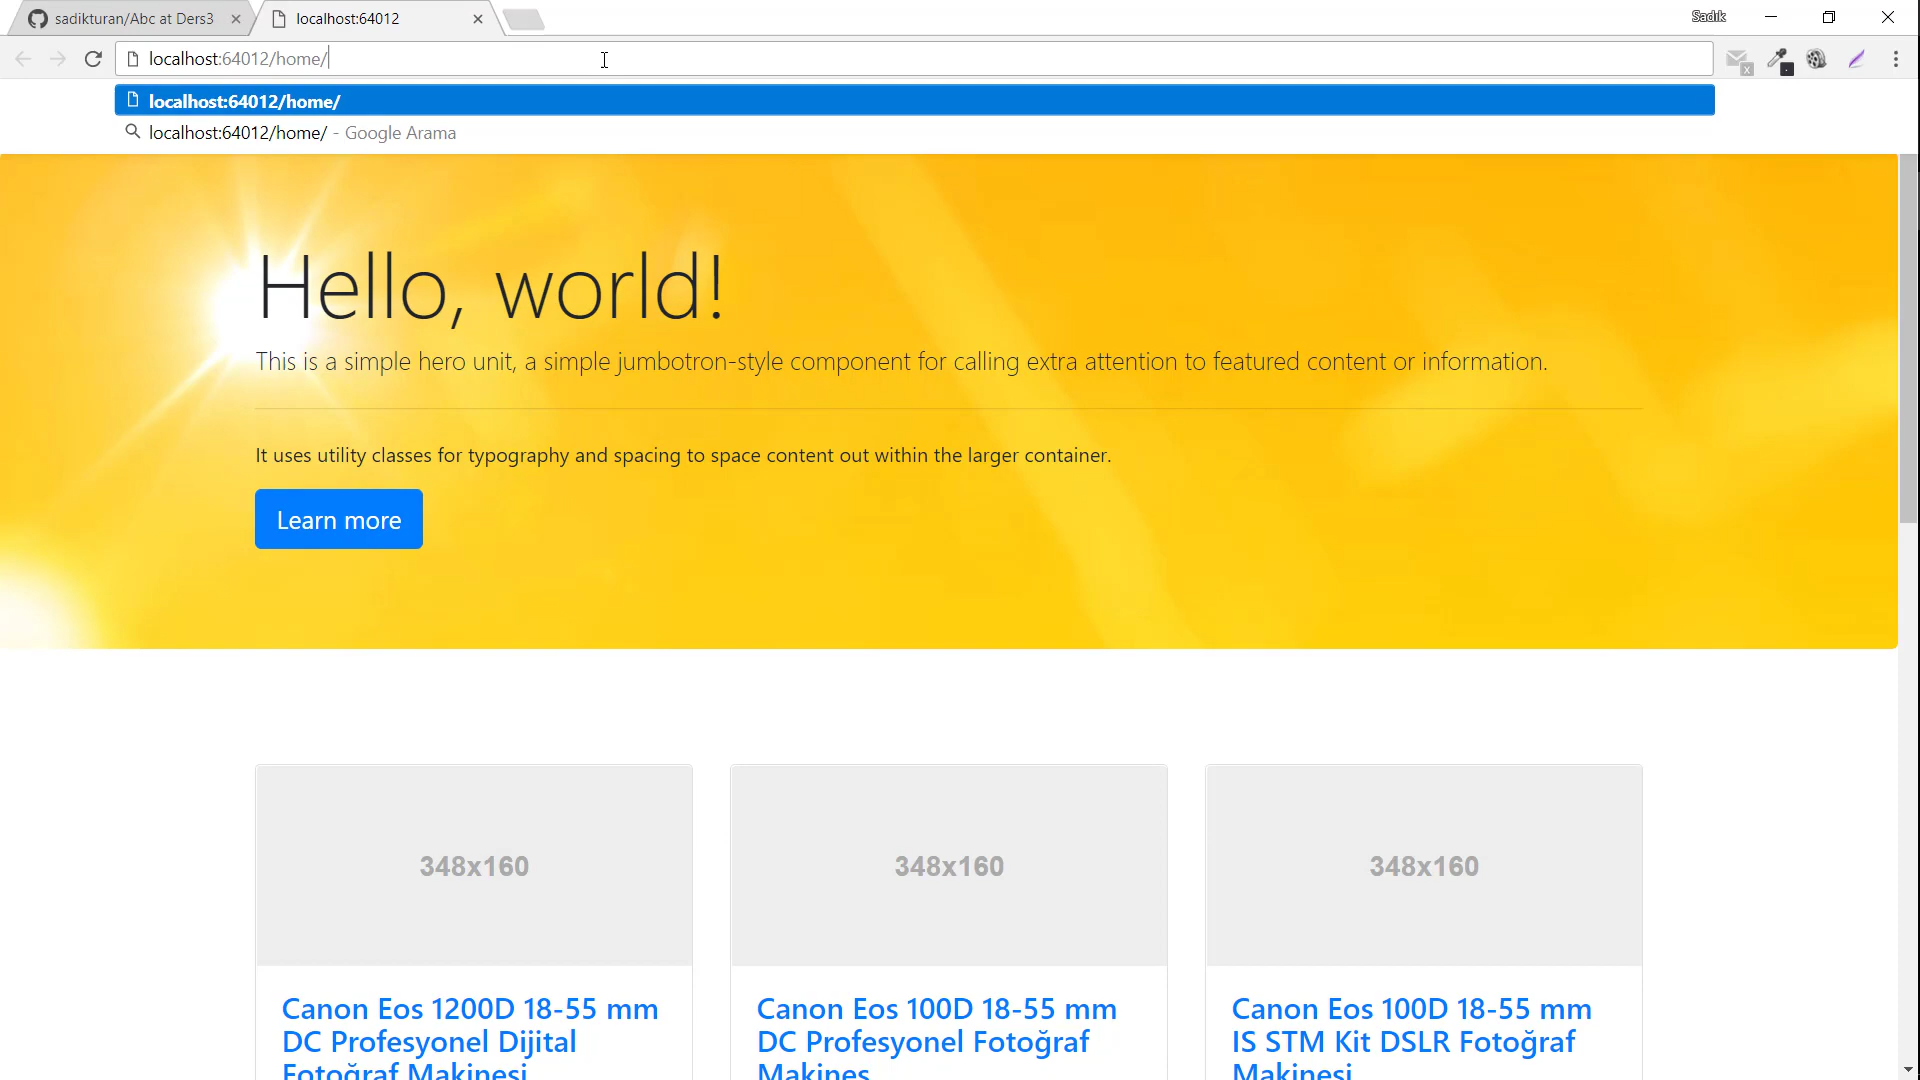 sadikturan/Abc at Ders3
localhost:64012
Sadık
localhost:64012/home/
localhost:64012/home/
localhost:64012/home/ - Google Arama
Hello, world!
This is a simple hero unit, a simple jumbotron-style component for calling extra attention to featured content or information.
It uses utility classes for typography and spacing to space content out within the larger container.
Learn more
348x160
348x160
348x160
Canon Eos 1200D 18-55 mm
DC Profesyonel Dijital
Fotoğraf Makinesi
Canon Eos 100D 18-55 mm
DC Profesyonel Fotoğraf
Makines
Canon Eos 100D 18-55 mm
IS STM Kit DSLR Fotoğraf
Makinesi